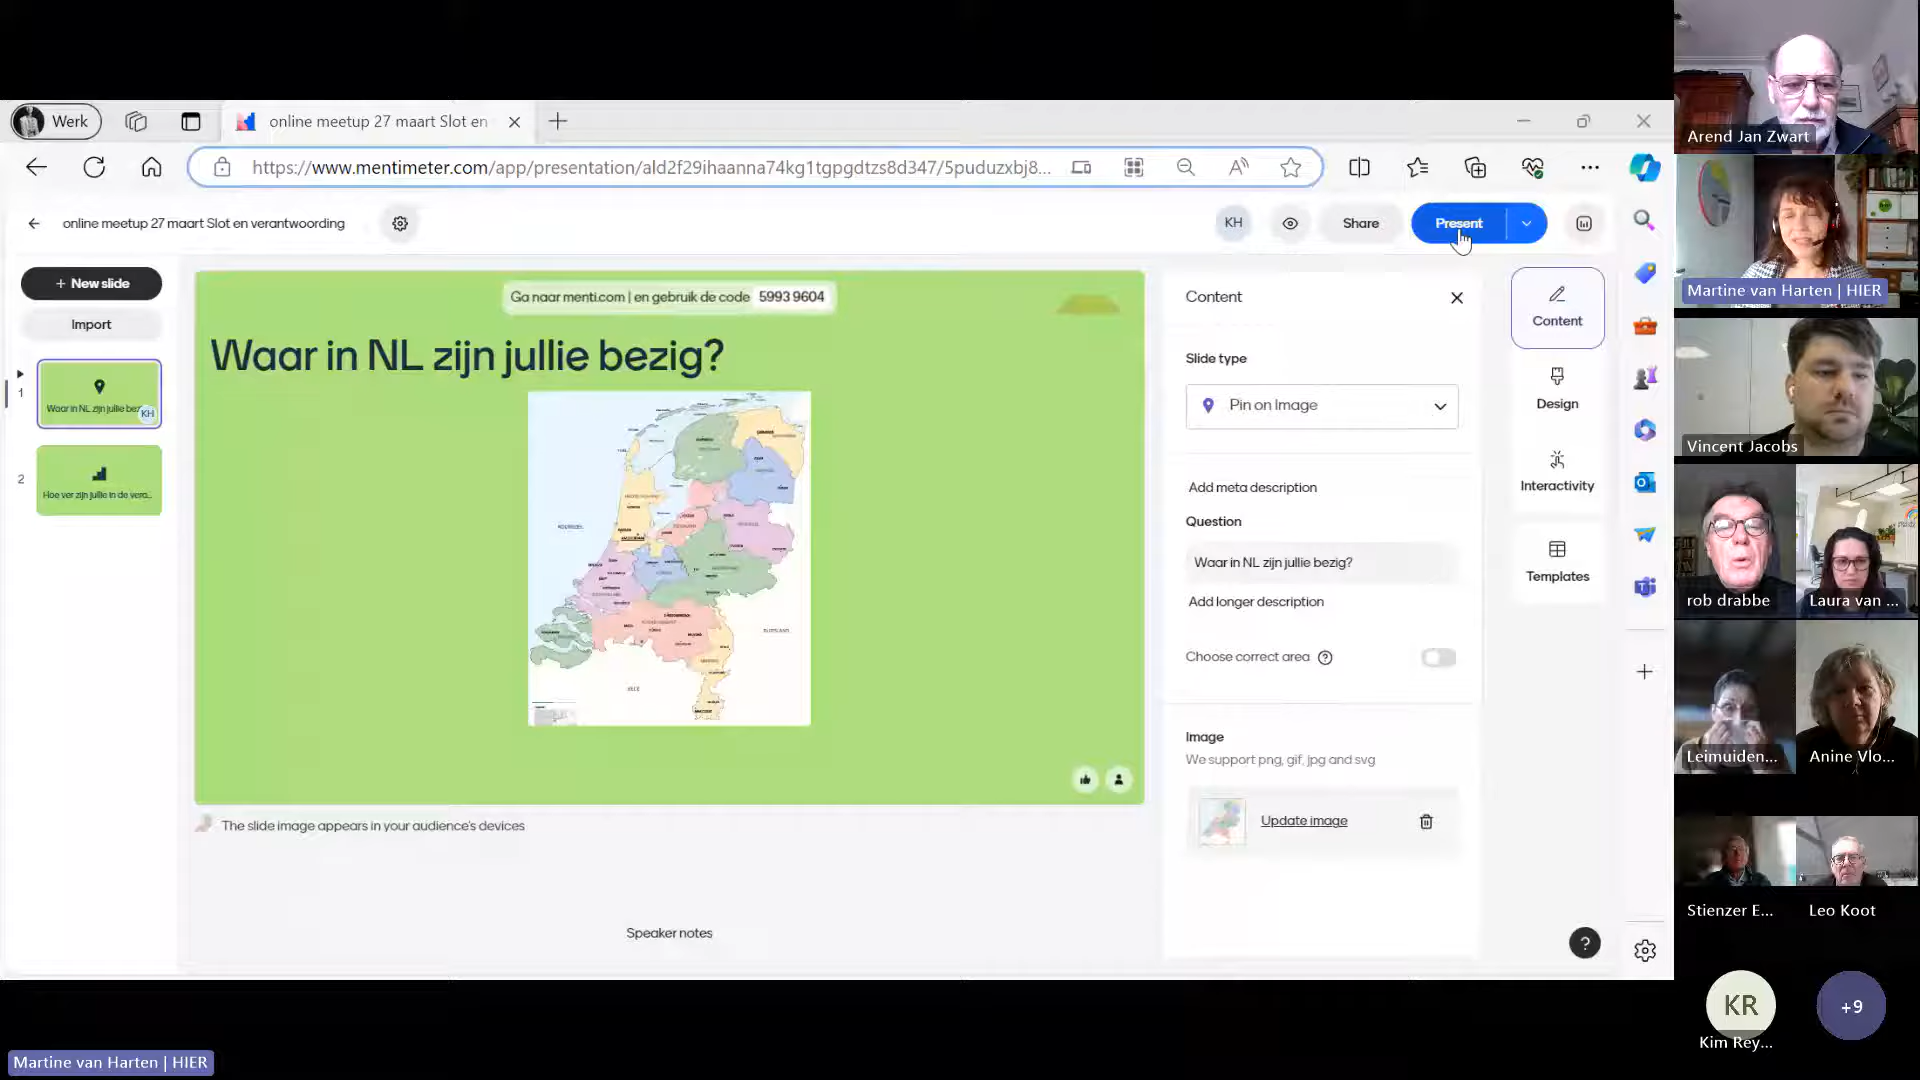 Werk
online meetup 27 maart Slot en
https://www.mentimeter.com/app/presentation/ald2f29ihaanna74kg1tgpgdtzs8d347/5puduzxbj8...
online meetup 27 maart Slot en verantwoording
KH
Share
Present
+ New slide
Import
1
Waar in NL zijn jullie bez
KH
2
Hoe ver zijn jullie in de vera...
Ga naar menti.com | en gebruik de code 5993 9604
Waar in NL zijn jullie bezig?
The slide image appears in your audience's devices
Speaker notes
Content
Slide type
Pin on Image
Add meta description
Question
Waar in NL zijn jullie bezig?
Add longer description
Choose correct area
Image
We support png, gif, jpg and svg
Update image
Content
Design
Interactivity
Templates
?
Arend Jan Zwart
Martine van Harten | HIER
Vincent Jacobs
rob drabbe
Laura van ...
Leimuiden...
Anine Vlo...
Stienzer E...
Leo Koot
KR
Kim Rey...
+9
Martine van Harten | HIER